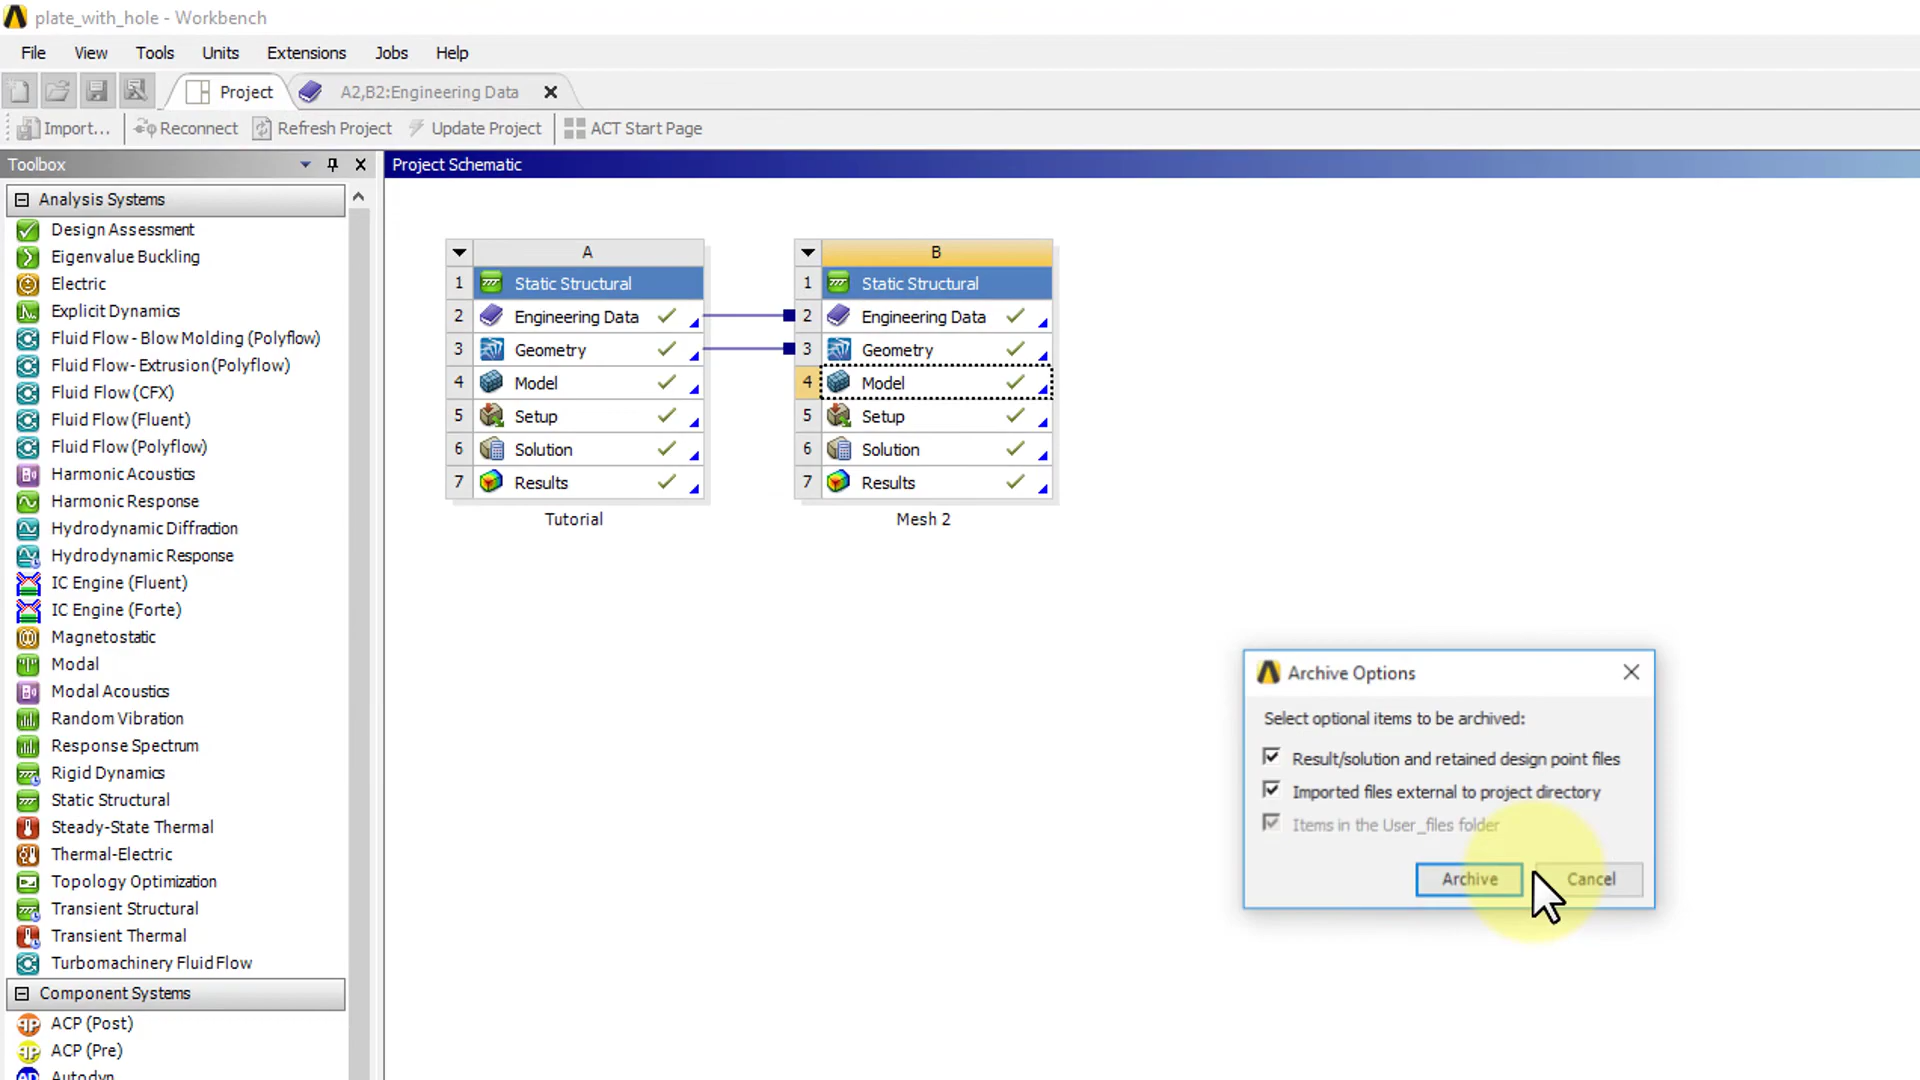 plate_with_hole - Workbench
File View Tools Units Extensions Jobs Help
Project A2,B2:Engineering Data
Import... Reconnect Refresh Project Update Project ACT Start Page
Toolbox
Analysis Systems
Design Assessment
Eigenvalue Buckling
Electric
Explicit Dynamics
Fluid Flow - Blow Molding (Polyflow)
Fluid Flow- Extrusion(Polyflow)
Fluid Flow (CFX)
Fluid Flow (Fluent)
Fluid Flow (Polyflow)
Harmonic Acoustics
Harmonic Response
Hydrodynamic Diffraction
Hydrodynamic Response
IC Engine (Fluent)
IC Engine (Forte)
Magnetostatic
Modal
Modal Acoustics
Random Vibration
Response Spectrum
Rigid Dynamics
Static Structural
Steady-State Thermal
Thermal-Electric
Topology Optimization
Transient Structural
Transient Thermal
Turbomachinery Fluid Flow
Component Systems
ACP (Post)
ACP (Pre)
Autodyn
Project Schematic
A
1 Static Structural
2 Engineering Data
3 Geometry
4 Model
5 Setup
6 Solution
7 Results
Tutorial
B
1 Static Structural
2 Engineering Data
3 Geometry
4 Model
5 Setup
6 Solution
7 Results
Mesh 2
Archive Options
Select optional items to be archived:
Result/solution and retained design point files
Imported files external to project directory
Items in the User_files folder
Archive Cancel